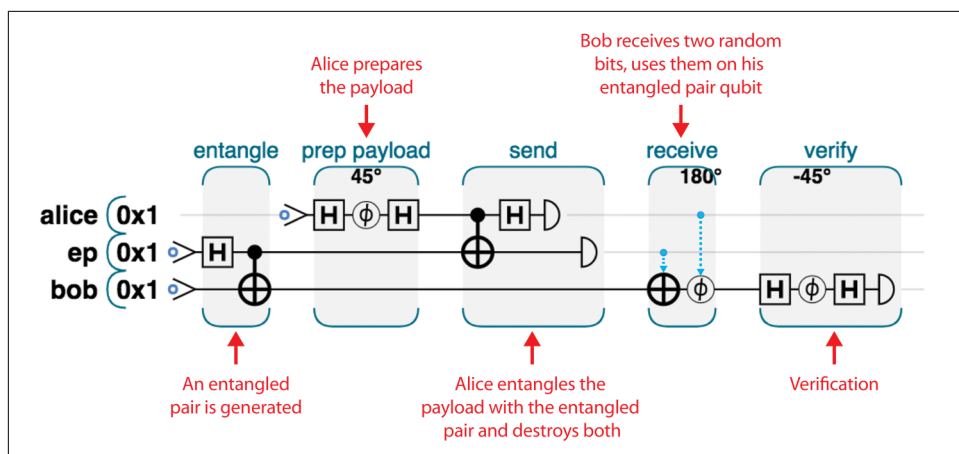 Alice prepares
the payload
Bob receives two random
bits, uses them on his
entangled pair qubit
entangle
prep payload
send
receive
verify
45°
180°
-45°
alice 0x1
H ϕ H
H
ep 0x1
H
bob 0x1
ϕ
H ϕ H
An entangled
pair is generated
Alice entangles the
payload with the entangled
pair and destroys both
Verification